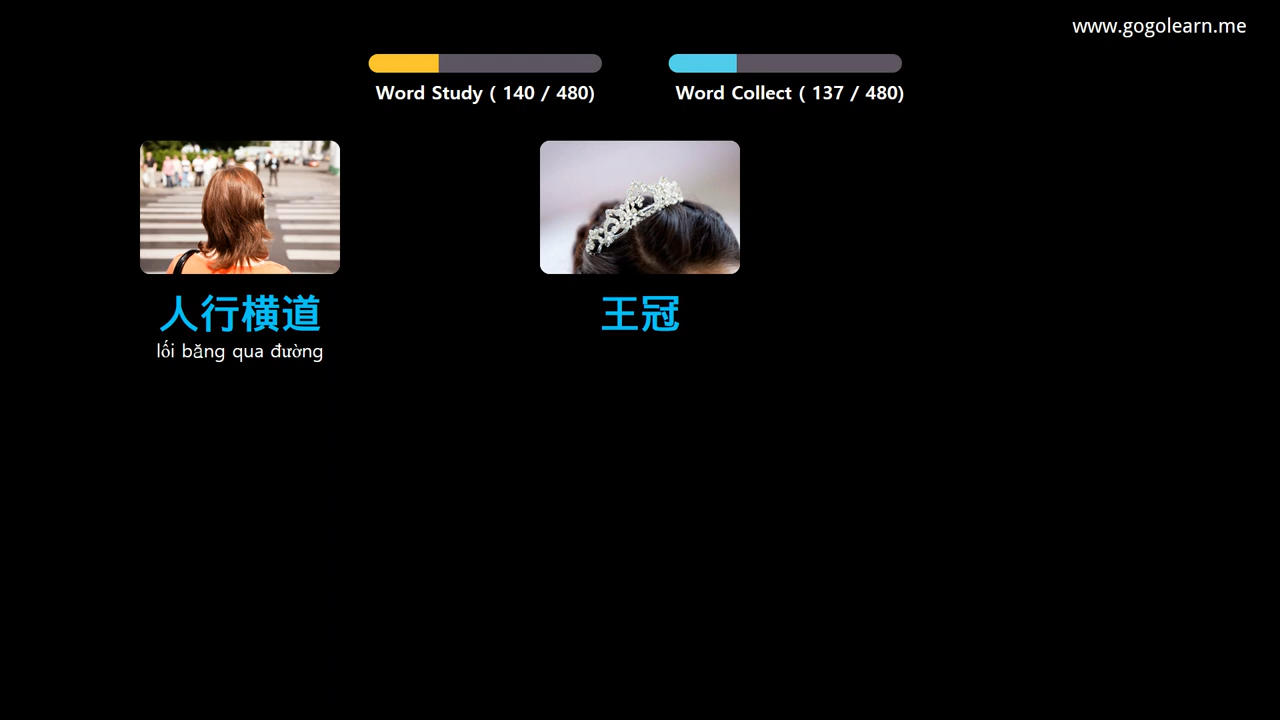 www.gogolearn.me
Word Study ( 140 / 480)
Word Collect ( 137 / 480)
人行横道
lối băng qua đường
王冠